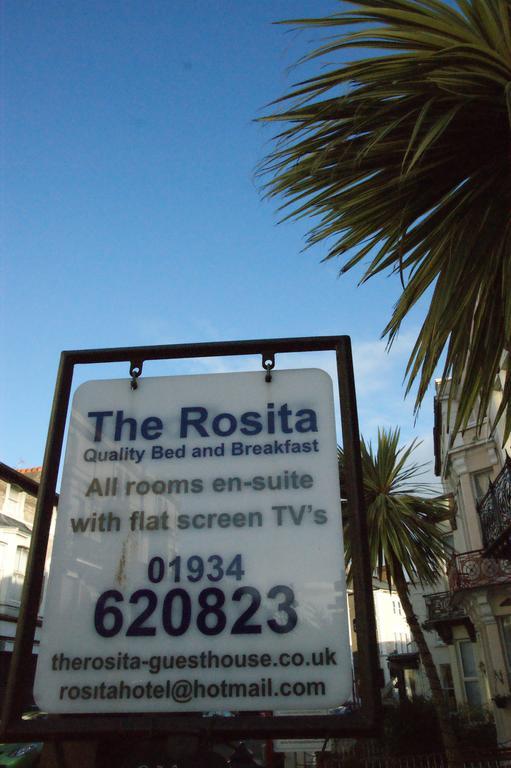 The Rosita
Quality Bed and Breakfast
All rooms en-suite
with flat screen TV's
01934
620823
therosita-guesthouse.co.uk
rositahotel@hotmail.com